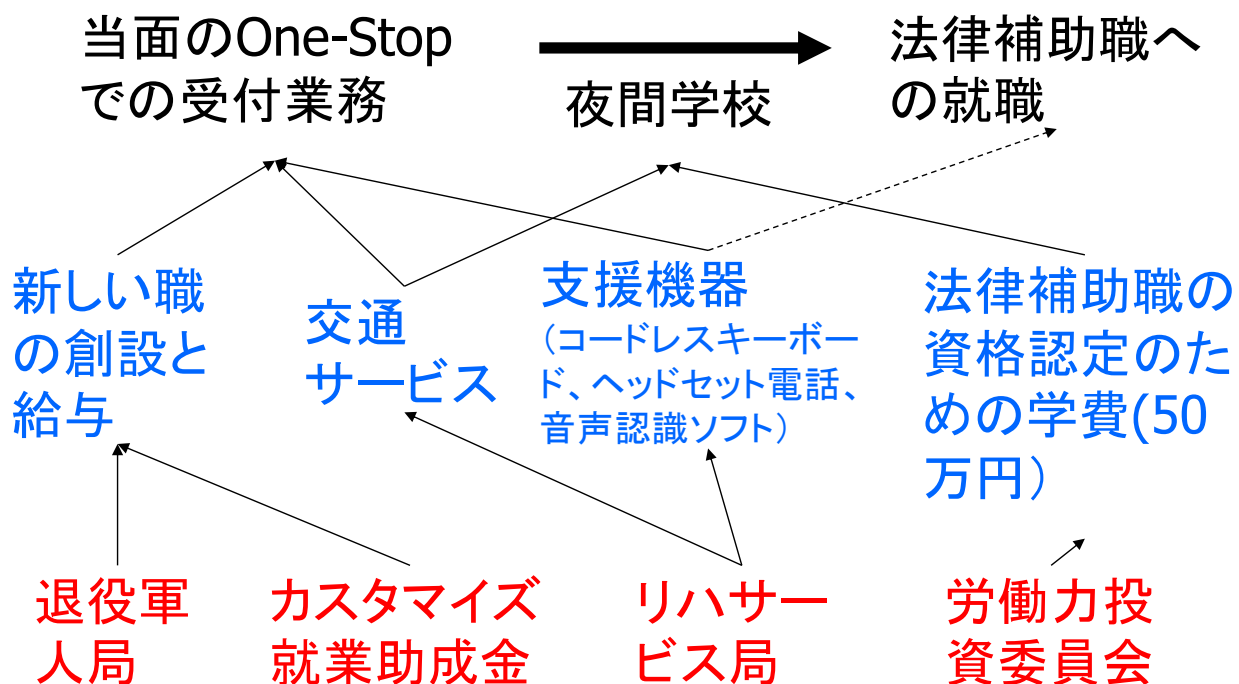 当面のOne-Stop
での受付業務
夜間学校
法律補助職へ
の就職
新しい職
の創設と
給与
交通
サービス
支援機器
（コードレスキーボー
ド、ヘッドセット電話、
音声認識ソフト）
法律補助職の
資格認定のた
めの学費(50
万円）
退役軍
人局
カスタマイズ
就業助成金
リハサー
ビス局
労働力投
資委員会